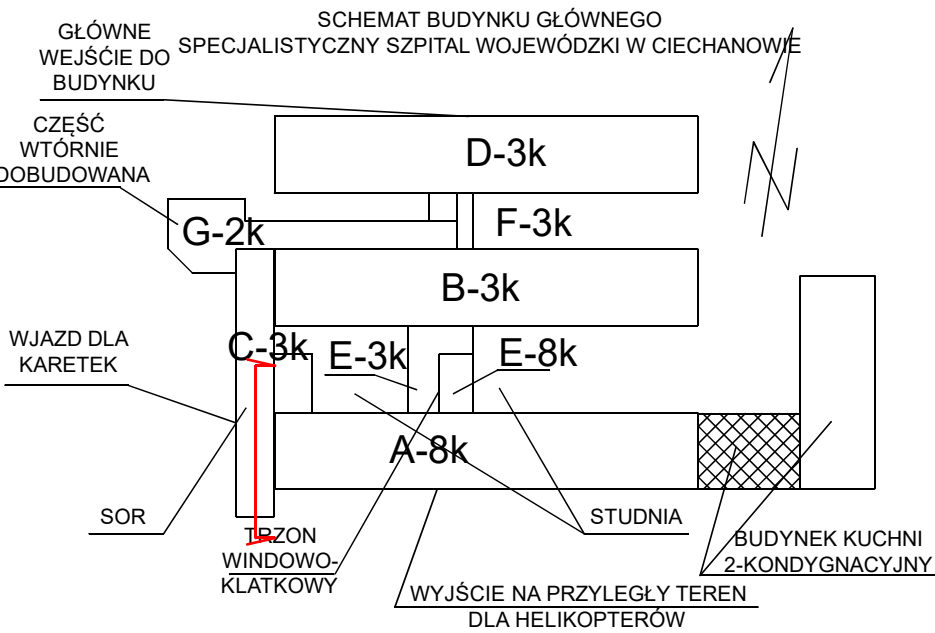 SCHEMAT BUDYNKU GŁÓWNEGO
SPECJALISTYCZNY SZPITAL WOJEWÓDZKI W CIECHANOWIE
GŁÓWNE
WEJŚCIE DO
BUDYNKU
CZĘŚĆ
WTÓRNIE
DOBUDOWANA
D-3k
N
G-2k
F-3k
B-3k
WJAZD DLA
KARETEK
C-3k
E-3k
E-8k
A-8k
SOR
TRZON
WINDOWO-
KLATKOWY
STUDNIA
BUDYNEK KUCHNI
2-KONDYGNACYJNY
WYJŚCIE NA PRZYLEGŁY TEREN
DLA HELIKOPTERÓW